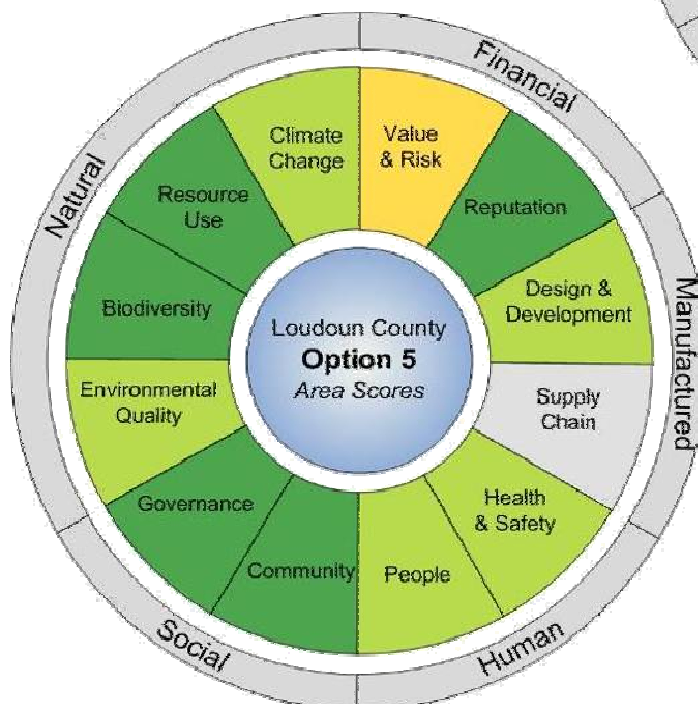 Financial
Manufactured
Human
Social
Natural
Value
& Risk
Reputation
Design &
Development
Supply
Chain
Health
& Safety
People
Community
Governance
Environmental
Quality
Biodiversity
Resource
Use
Climate
Change
Loudoun County
Option 5
Area Scores